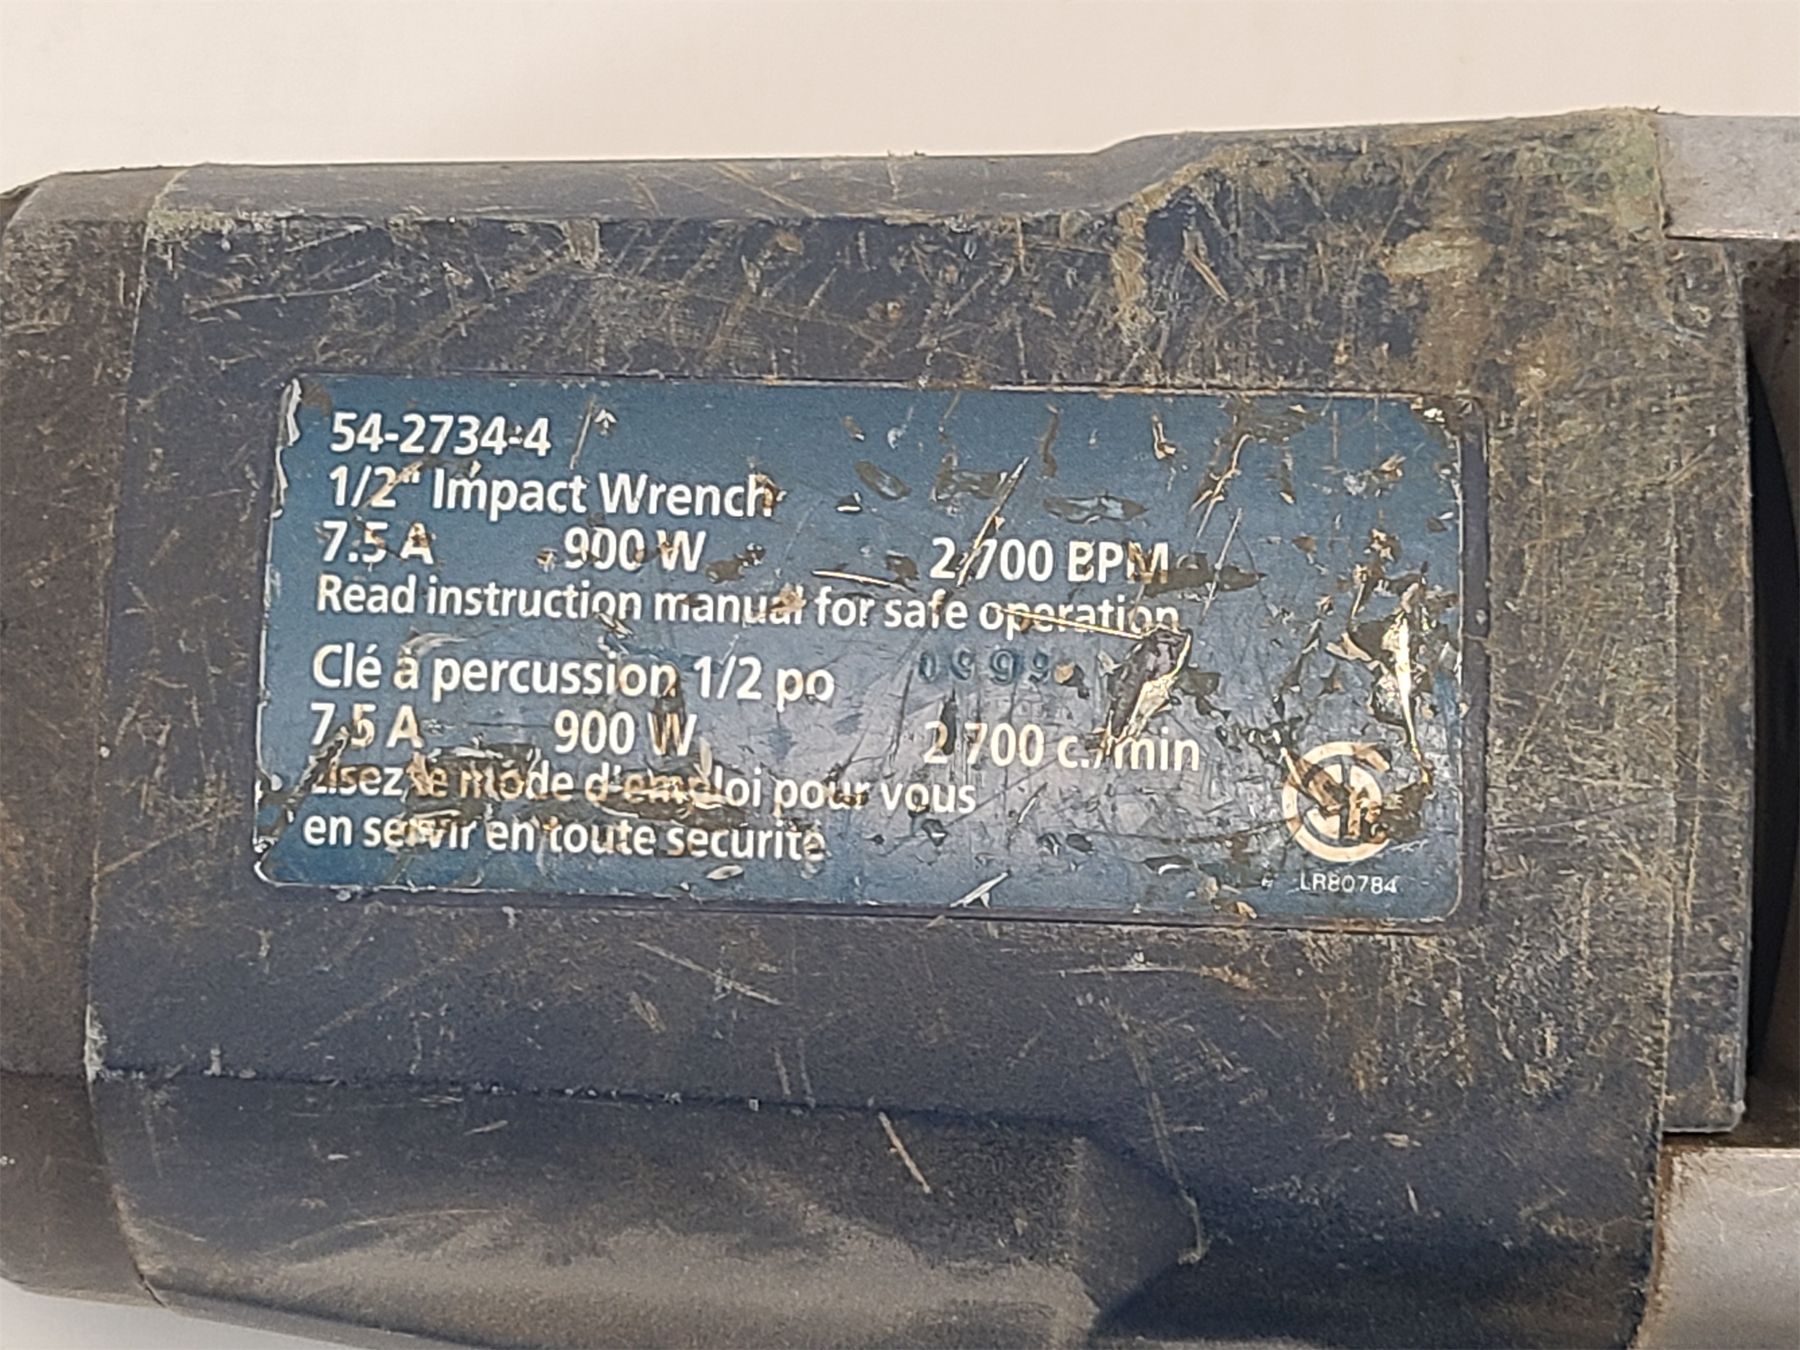 54-2734-4
1/2" Impact Wrench
7.5 A 900 W 2,700 BPM
Read instruction manual for safe operation
Clé à percussion 1/2 po
7,5 A 900 W 2 700 c./min
Lisez le mode d'emploi pour vous
en servir en toute sécurité
LR80784